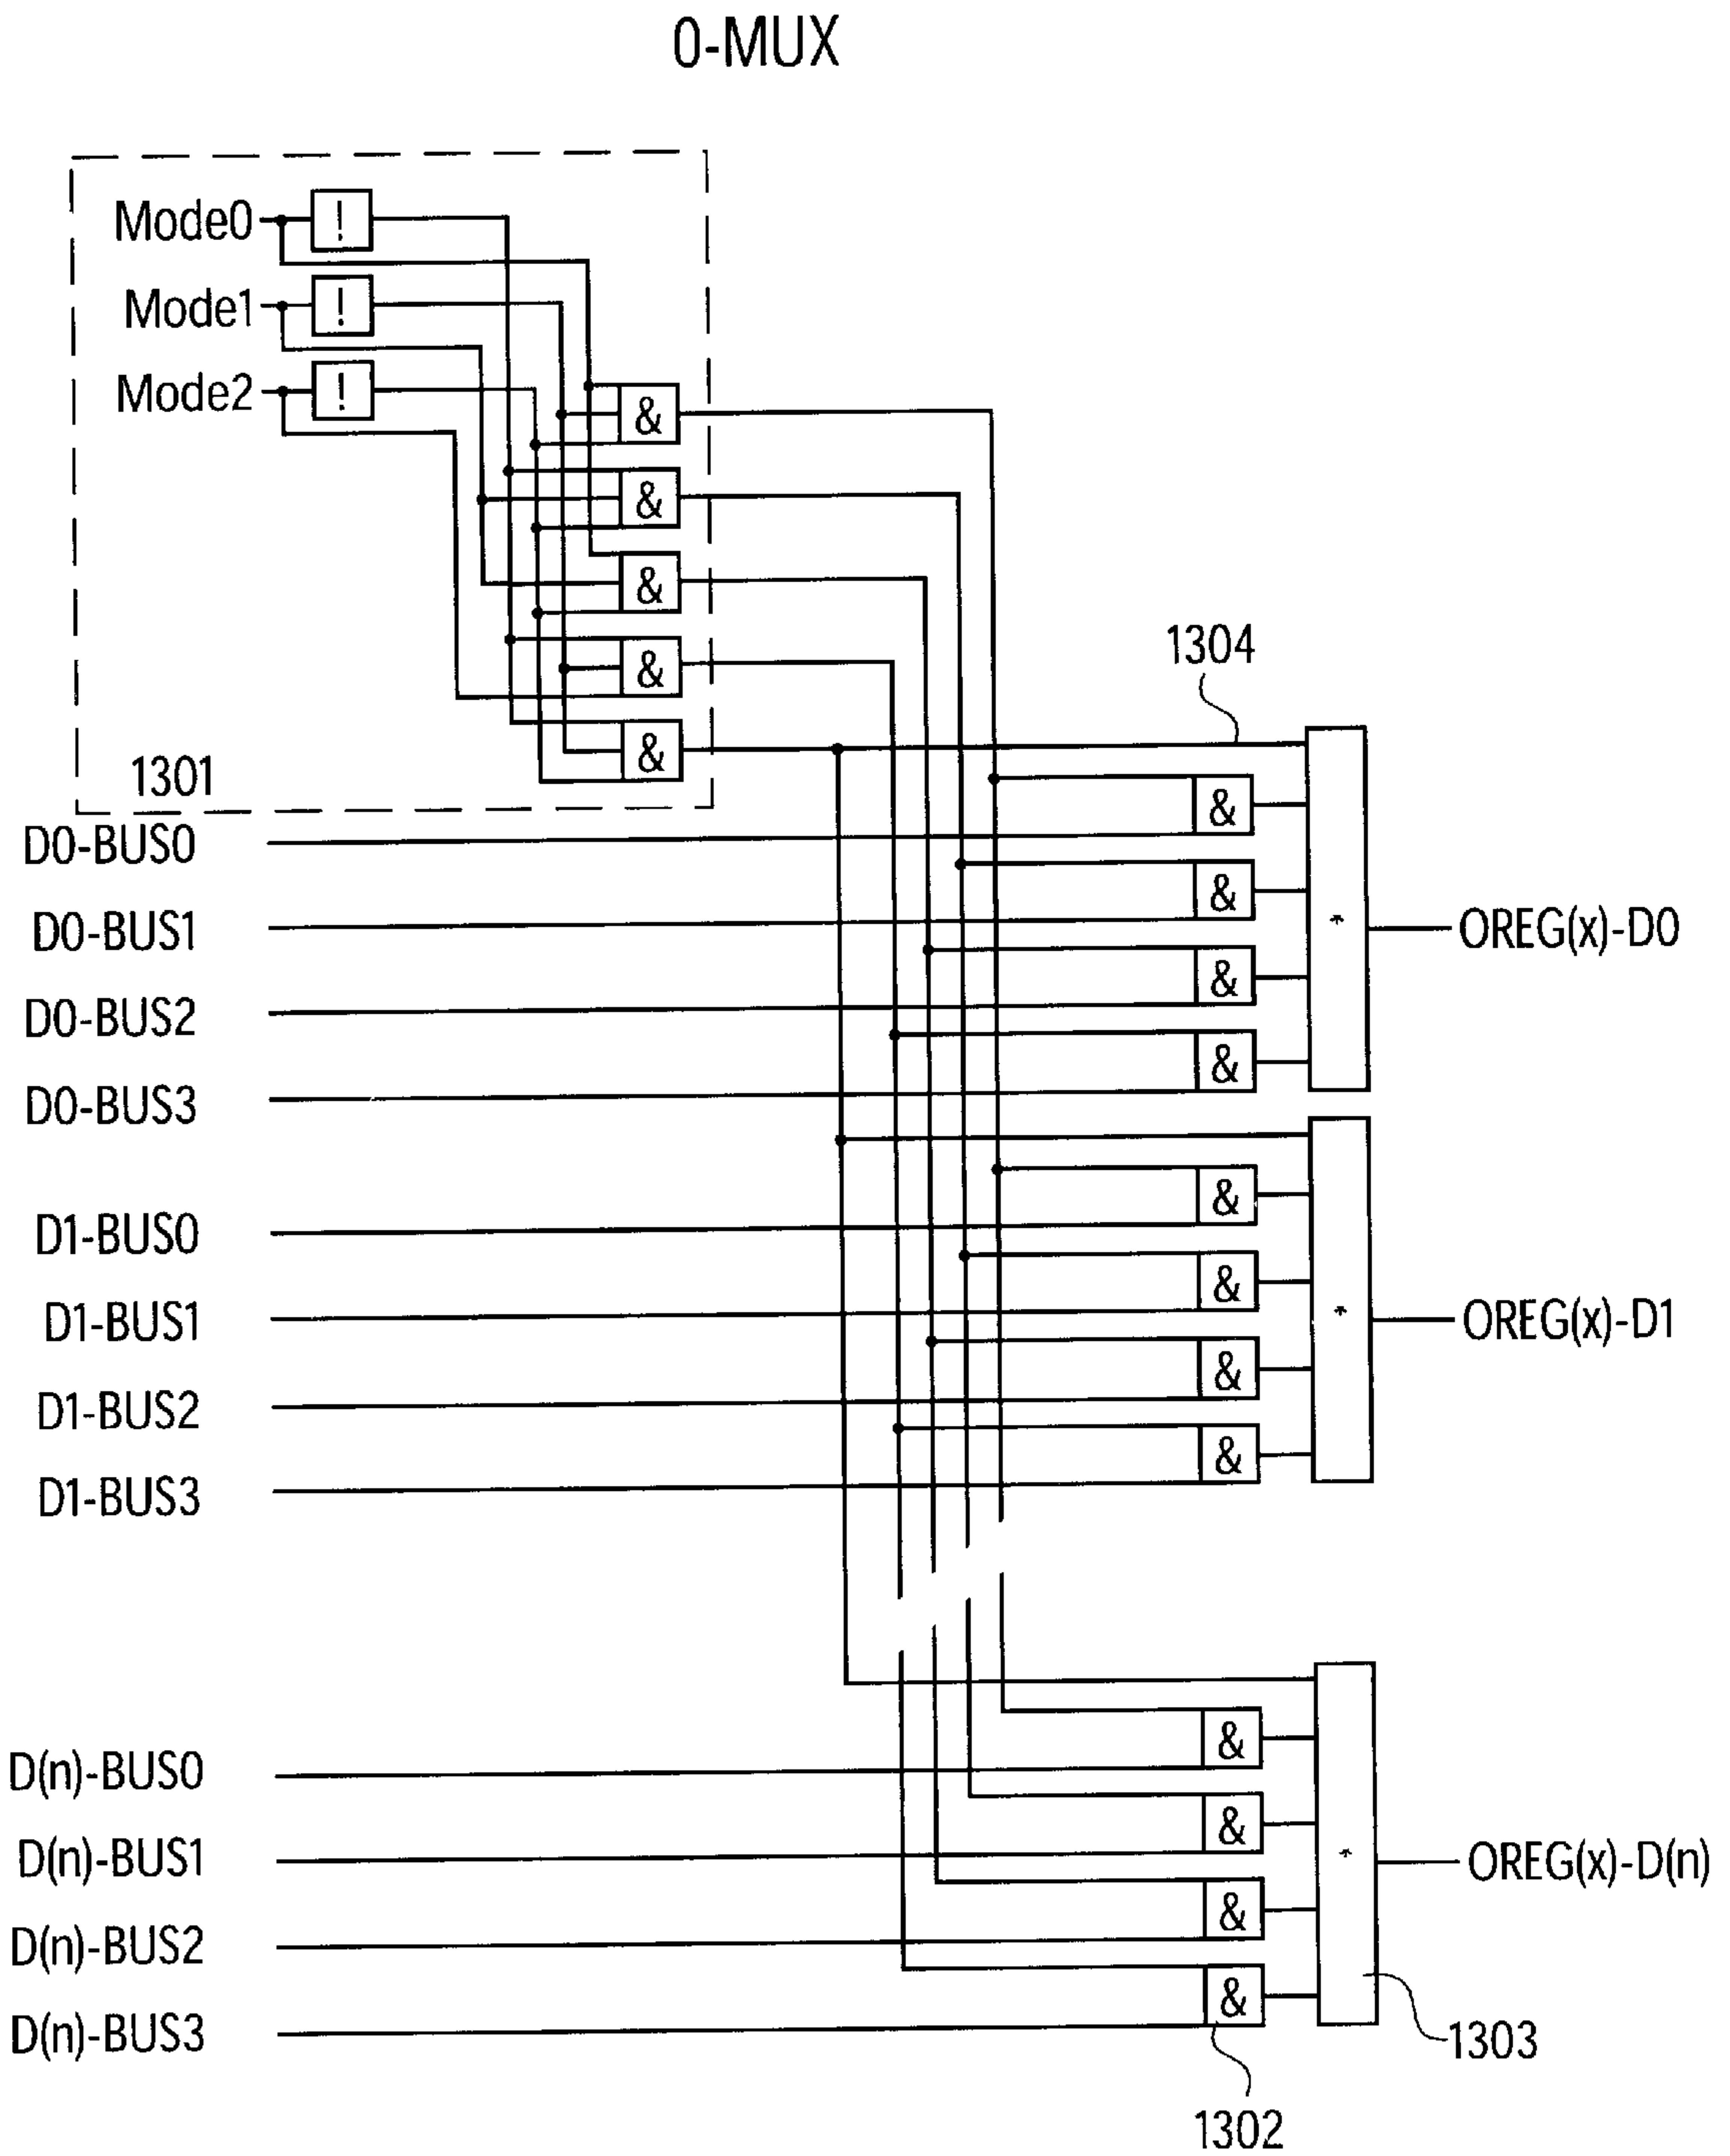 0-MUX
Mode0
!
Mode1
!
Mode2
!
&
&
&
&
&
1301
1304
D0-BUS0
&
D0-BUS1
&
*
OREG(x)-D0
D0-BUS2
&
D0-BUS3
&
D1-BUS0
&
D1-BUS1
&
*
OREG(x)-D1
D1-BUS2
&
D1-BUS3
&
D(n)-BUS0
&
D(n)-BUS1
&
*
OREG(x)-D(n)
D(n)-BUS2
&
D(n)-BUS3
&
1303
1302